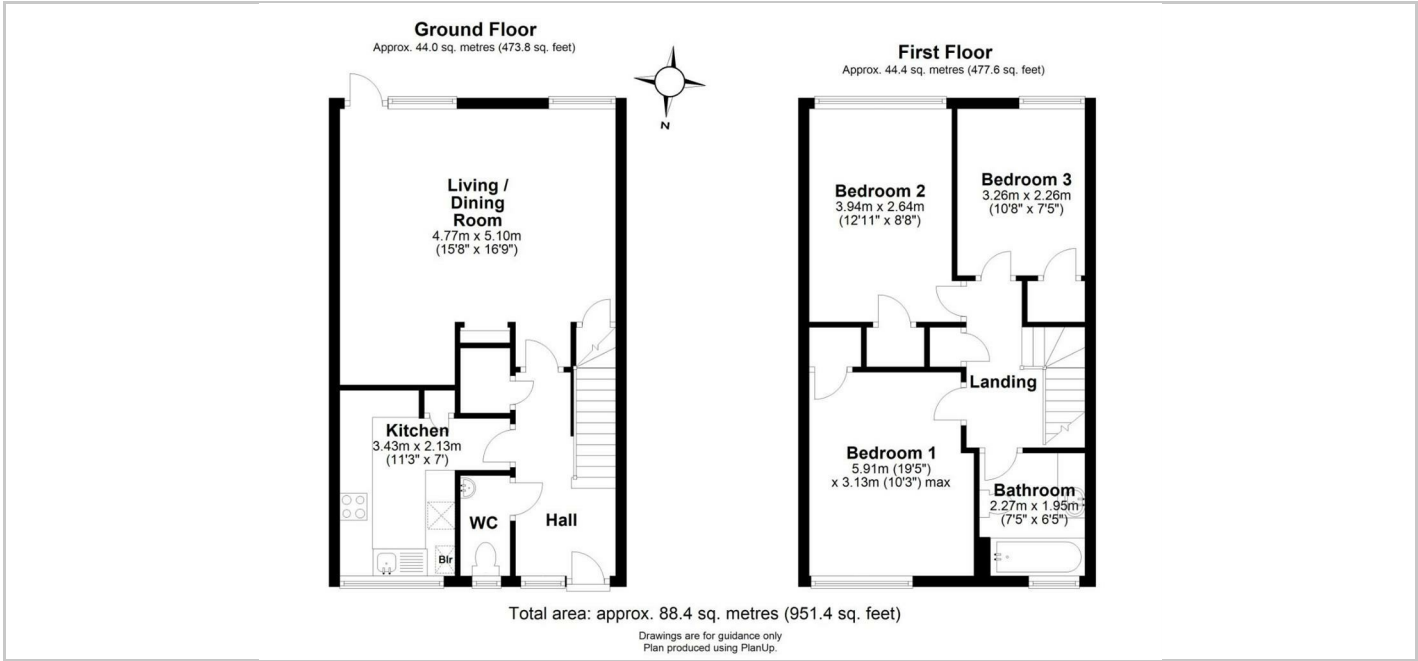 Ground Floor
Approx. 44.0 sq. metres (473.8 sq. feet)
N
Living /
Dining
Room
4.77m x 5.10m
(15'8" x 16'9")
Kitchen
3.43m x 2.13m
(11'3" x 7')
WC
Hall
Blr
First Floor
Approx. 44.4 sq. metres (477.6 sq. feet)
Bedroom 2
3.94m x 2.64m
(12'11" x 8'8")
Bedroom 3
3.26m x 2.26m
(10'8" x 7'5")
Landing
Bedroom 1
5.91m (19'5")
x 3.13m (10'3") max
Bathroom
2.27m x 1.95m
(7'5" x 6'5")
Total area: approx. 88.4 sq. metres (951.4 sq. feet)
Drawings are for guidance only
Plan produced using PlanUp.